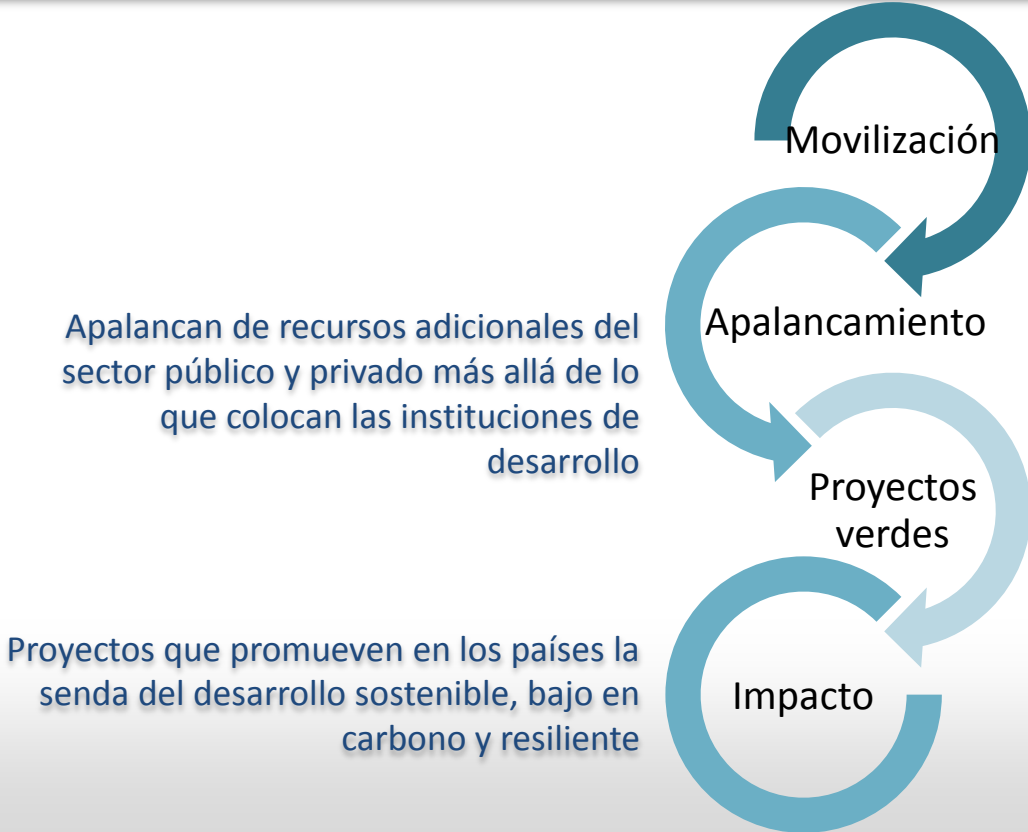 Movilización
Apalancamiento
Apalancan de recursos adicionales del
sector público y privado más allá de lo
que colocan las instituciones de
desarrollo
Proyectos
verdes
Proyectos que promueven en los países la
senda del desarrollo sostenible, bajo en
carbono y resiliente
Impacto